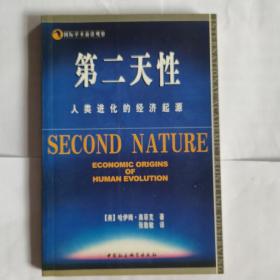 国际学术前沿观察
第二天性
人类进化的经济起源
SECOND NATURE
ECONOMIC ORIGINS
OF
HUMAN EVOLUTION
【美】哈伊姆·奥菲克 著
张敦敏 译
中国社会科学出版社